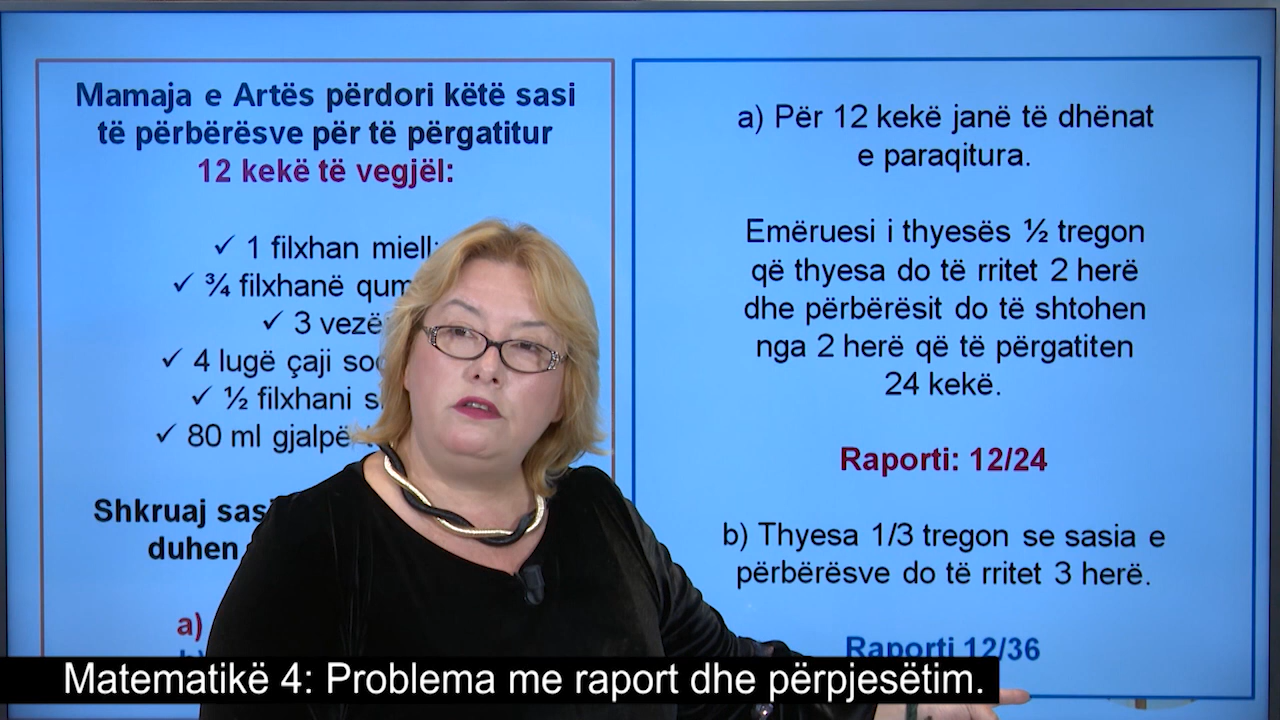 Mamaja e Artës përdori këtë sasi
të përbërësve për të përgatitur
12 kekë të vegjël:
✓ 1 filxhan miell;
✓ ¾ filxhanë
✓ 3 vezë
✓ 4 lugë çaji
✓ ½ filxhani
✓ 80 ml gjalpë
Shkruaj
duhen
a)
a) Për 12 kekë janë të dhënat
e paraqitura.
Emëruesi i thyesës ½ tregon
që thyesa do të rritet 2 herë
dhe përbërësit do të shtohen
nga 2 herë që të përgatiten
24 kekë.
Raporti: 12/24
b) Thyesa 1/3 tregon se sasia e
përbërësve do të rritet 3 herë.
Raporti 12/36
Matematikë 4: Problema me raport dhe përpjesëtim.